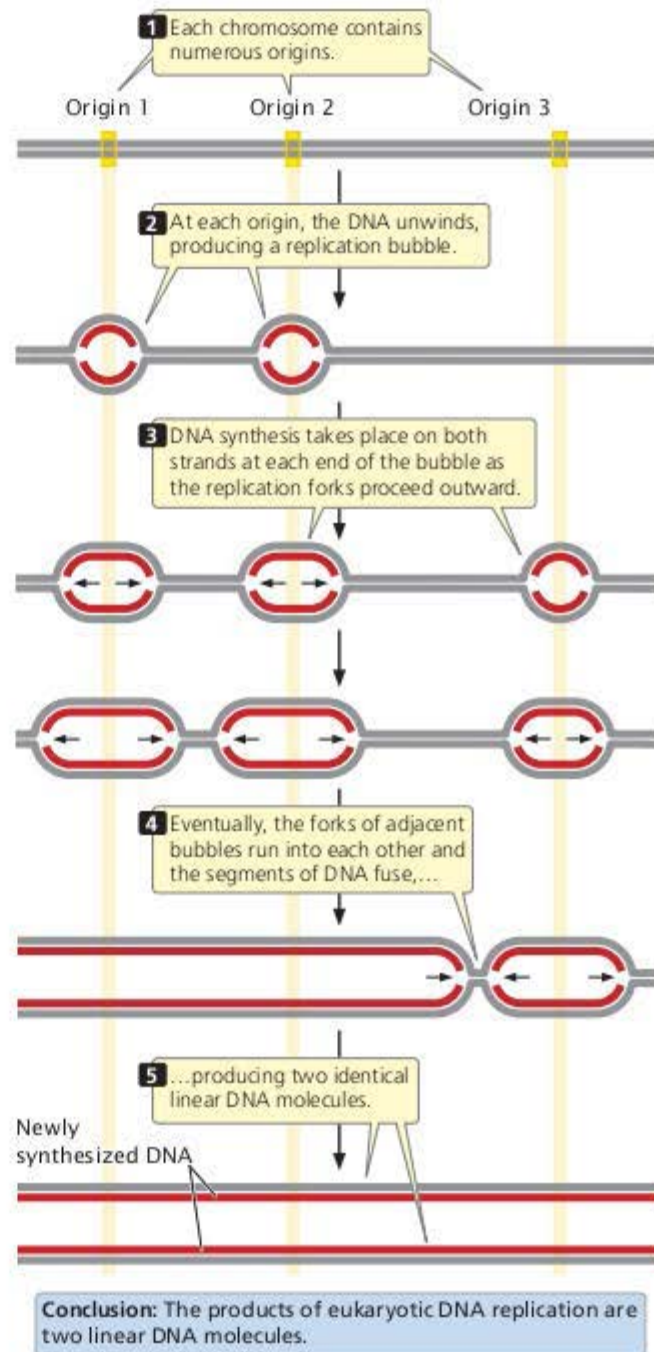 1 Each chromosome contains
numerous origins.
Origin 1 Origin 2 Origin 3
2 At each origin, the DNA unwinds,
producing a replication bubble.
3 DNA synthesis takes place on both
strands at each end of the bubble as
the replication forks proceed outward.
4 Eventually, the forks of adjacent
bubbles run into each other and
the segments of DNA fuse,…
5 …producing two identical
linear DNA molecules.
Newly
synthesized DNA
Conclusion: The products of eukaryotic DNA replication are
two linear DNA molecules.